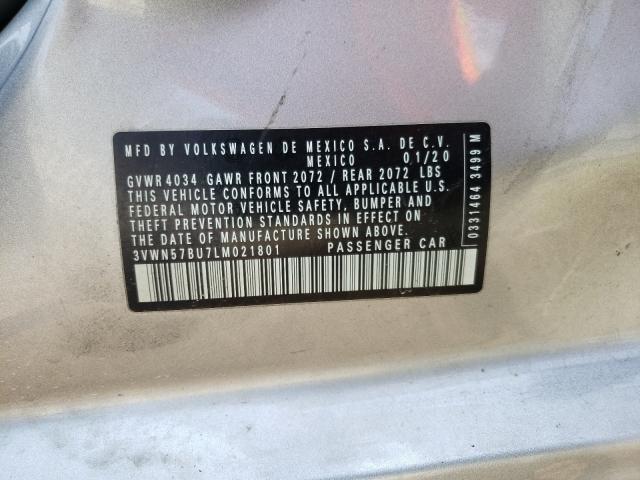 MFD BY VOLKSWAGEN DE MEXICO S.A. DE C.V.
MEXICO 01/20
GVWR 4034 GAWR FRONT 2072 / REAR 2072 LBS
THIS VEHICLE CONFORMS TO ALL APPLICABLE U.S.
FEDERAL MOTOR VEHICLE SAFETY, BUMPER AND
THEFT PREVENTION STANDARDS IN EFFECT ON
THE DATE OF MANUFACTURE SHOWN ABOVE.
3VWN57BU7LM021801 PASSENGER CAR
0331464 3499 M